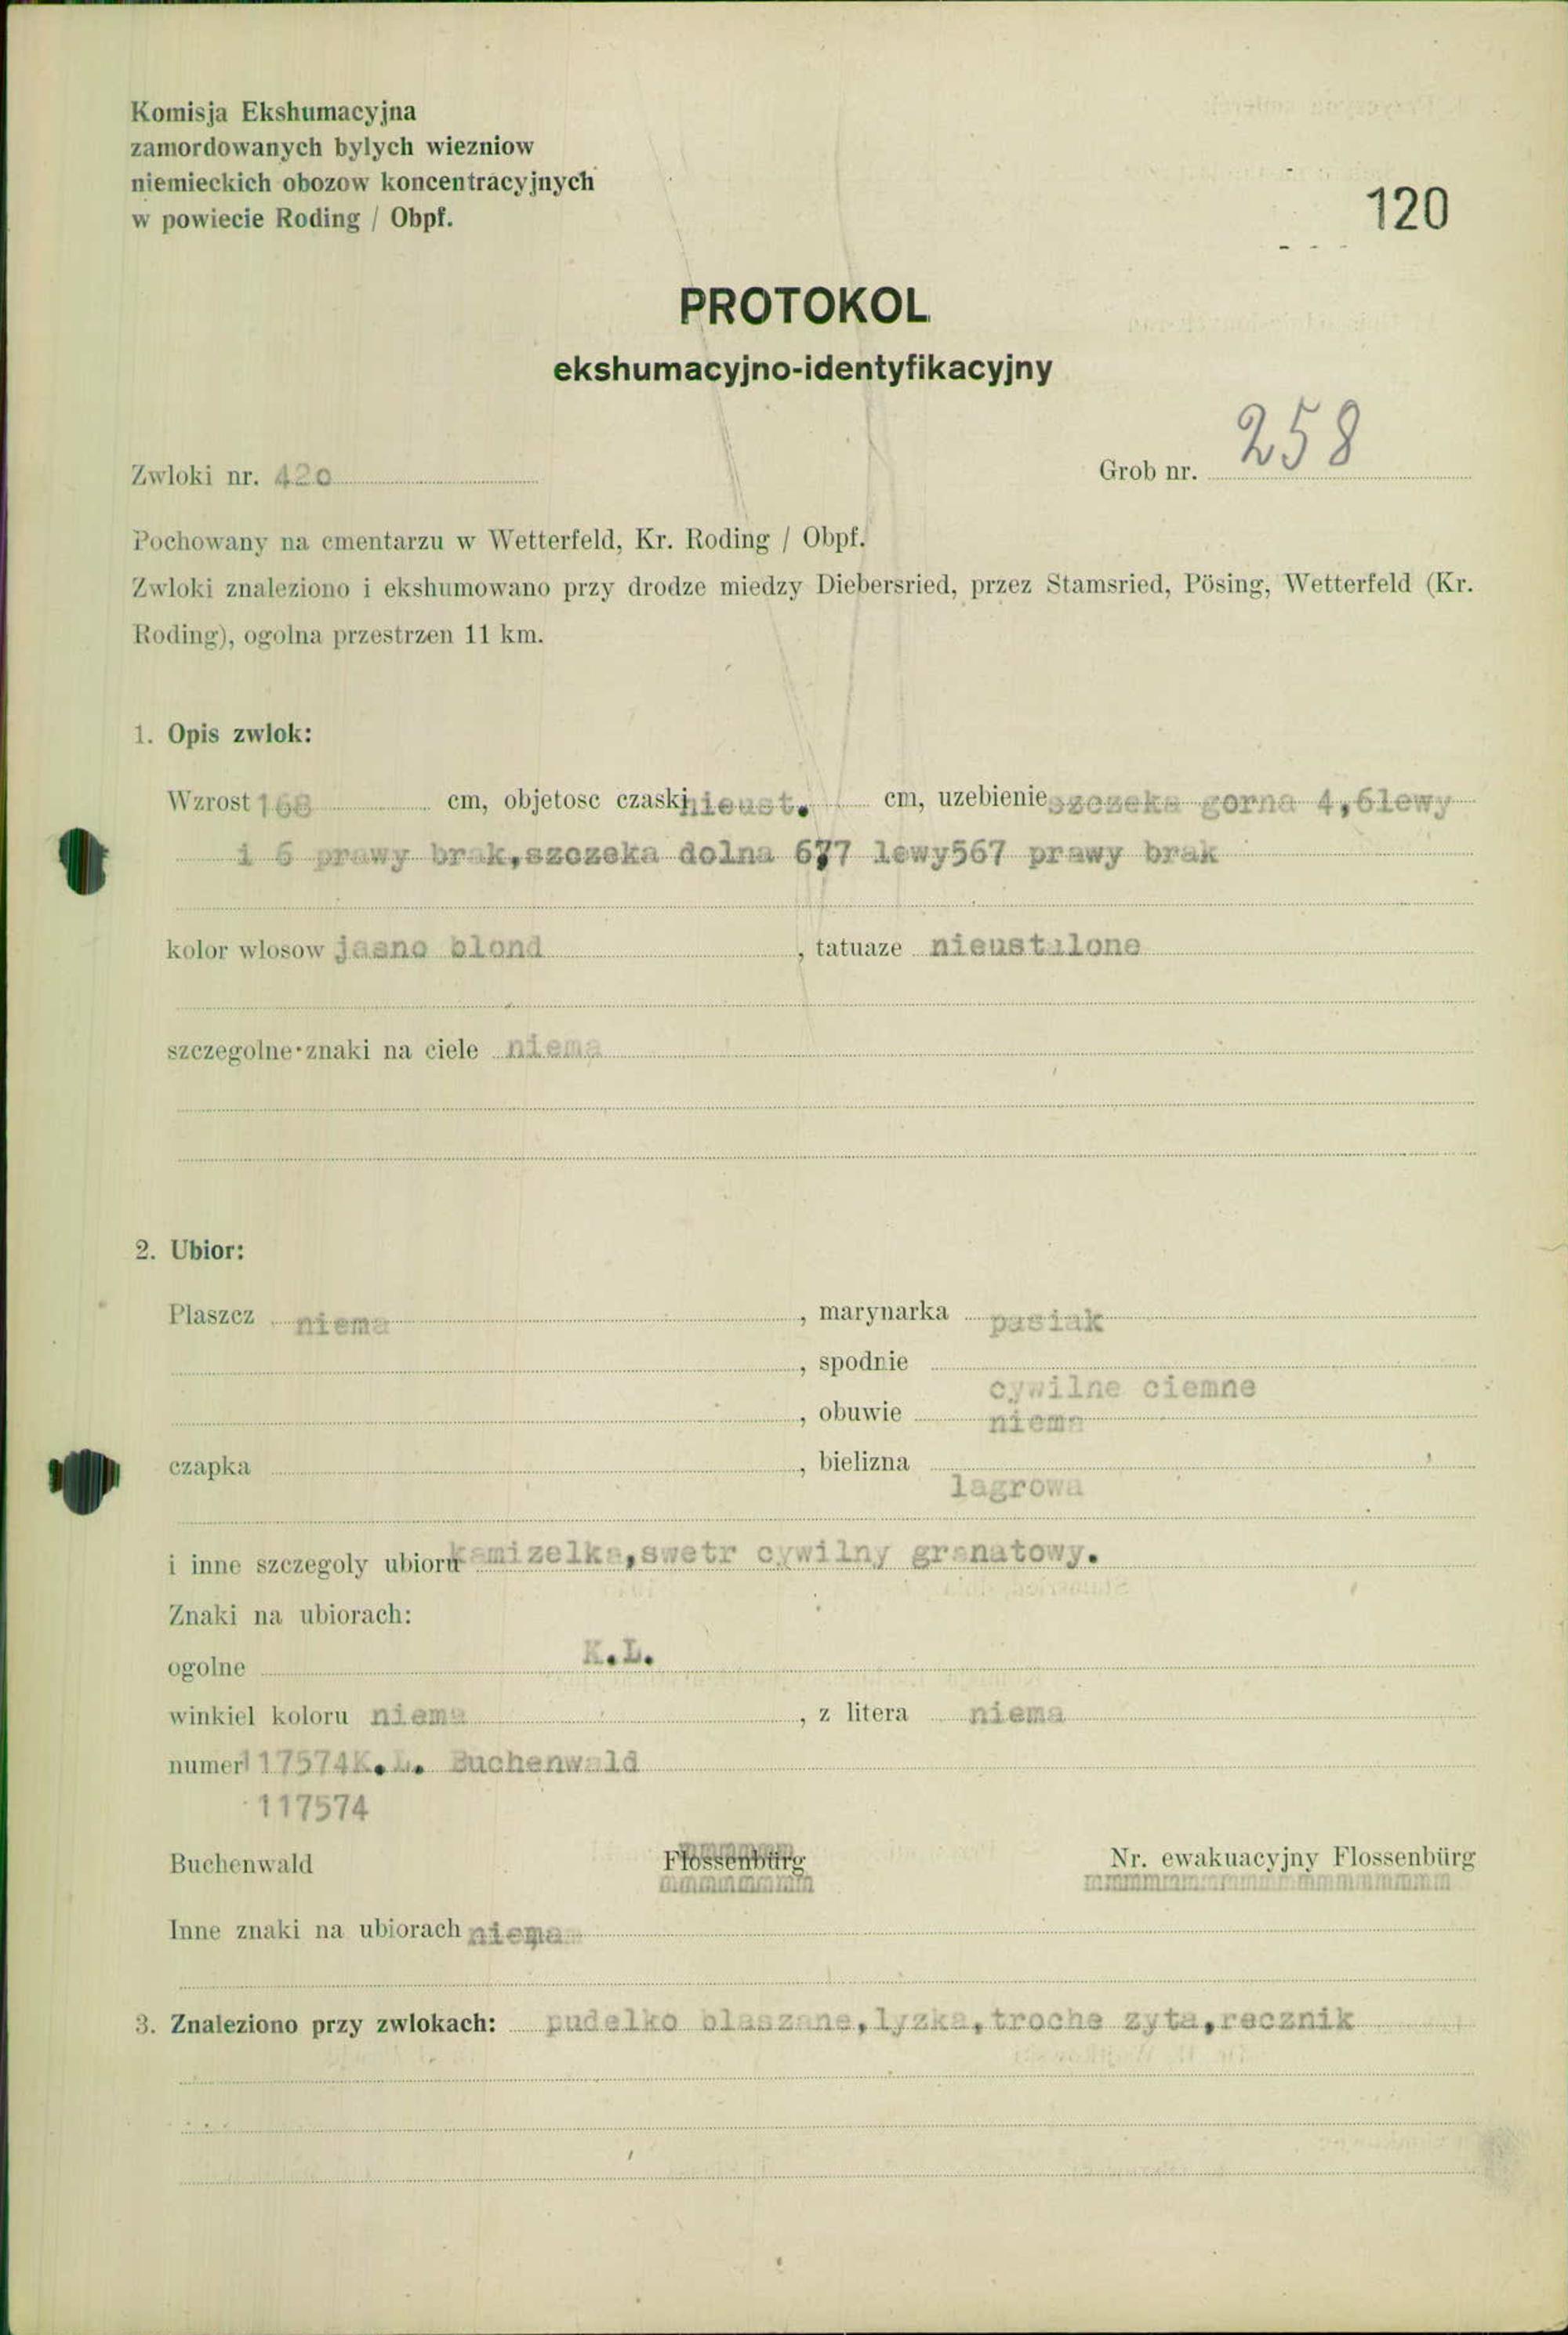 Komisja Ekshumacyjna
zamordowanych bylych wiezniow
niemieckich obozow koncentracyjnych
w powiecie Roding / Obpf.
120
PROTOKOL
ekshumacyjno-identyfikacyjny
Zwloki nr. 420 Grob nr. 258
Pochowany na cmentarzu w Wetterfeld, Kr. Roding / Obpf.
Zwloki znaleziono i ekshumowano przy drodze miedzy Diebersried, przez Stamsried, Pösing, Wetterfeld (Kr.
Roding), ogolna przestrzen 11 km.
1. Opis zwlok:
Wzrost 168 cm, objetosc czaski nieust. cm, uzebienie szczeka gorna 4,6lewy
i 6 prawy brak,szczeka dolna 677 lewy567 prawy brak
kolor wlosow jasno blond , tatuaze nieustalone
szczegolne znaki na ciele niema
2. Ubior:
Plaszcz niema , marynarka pasiak
, spodnie cywilne ciemne
, obuwie niema
czapka , bielizna lagrowa
i inne szczegoly ubioru kamizelka,swetr cywilny granatowy.
Znaki na ubiorach:
ogolne K.L.
winkiel koloru niema , z litera niema
numer 117574K.L. Buchenwald
117574
Buchenwald Flossenbürg Nr. ewakuacyjny Flossenbürg
Inne znaki na ubiorach niema
3. Znaleziono przy zwlokach: pudelko blaszane,lyzka,troche zyta,recznik